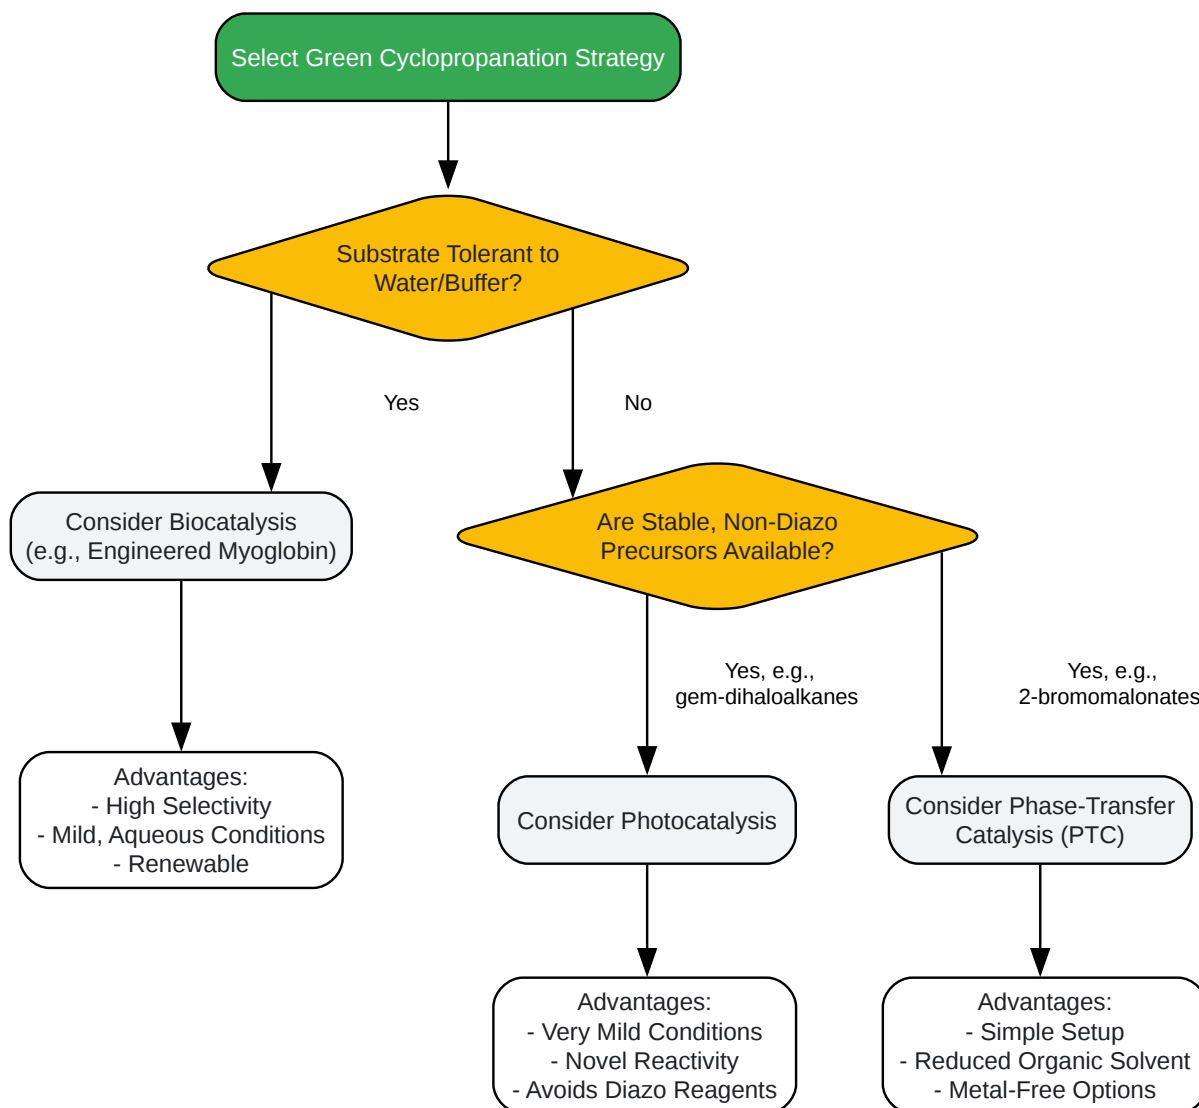 Select Green Cyclopropanation Strategy
Substrate Tolerant to
Water/Buffer?
Yes
No
Consider Biocatalysis
(e.g., Engineered Myoglobin)
Are Stable, Non-Diazo
Precursors Available?
Yes, e.g.,
gem-dihaloalkanes
Yes, e.g.,
2-bromomalonates
Advantages:
- High Selectivity
- Mild, Aqueous Conditions
- Renewable
Consider Photocatalysis
Consider Phase-Transfer
Catalysis (PTC)
Advantages:
- Very Mild Conditions
- Novel Reactivity
- Avoids Diazo Reagents
Advantages:
- Simple Setup
- Reduced Organic Solvent
- Metal-Free Options